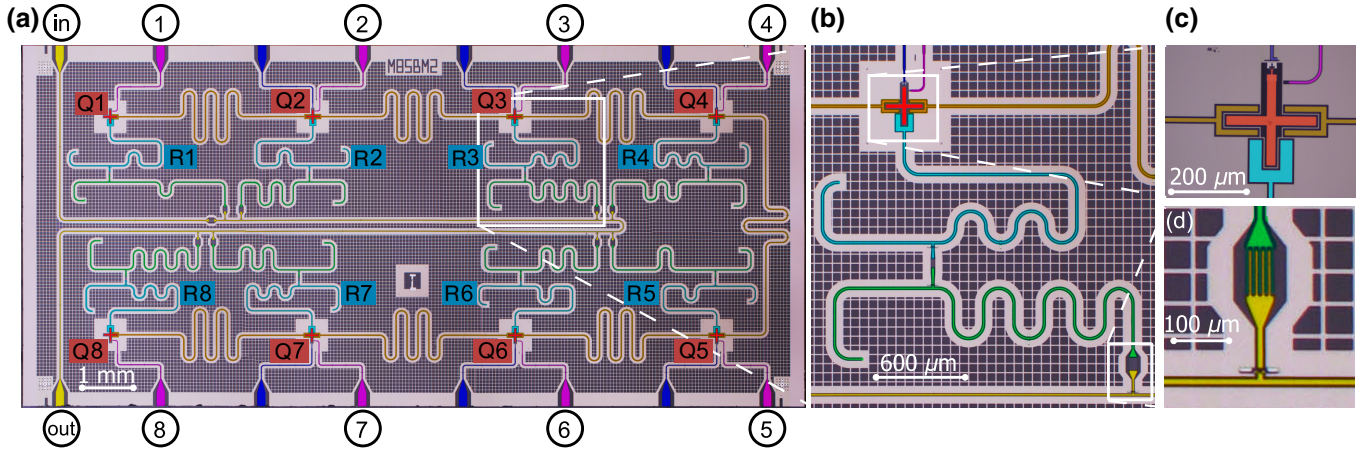 (a) in 1 2 3 4
M85BM2
Q1 Q2 Q3 Q4
R1 R2 R3 R4
R8 R7 R6 R5
Q8 Q7 Q6 Q5
1 mm
out 8 7 6 5
(b)
600 µm
(c)
200 µm
(d)
100 µm